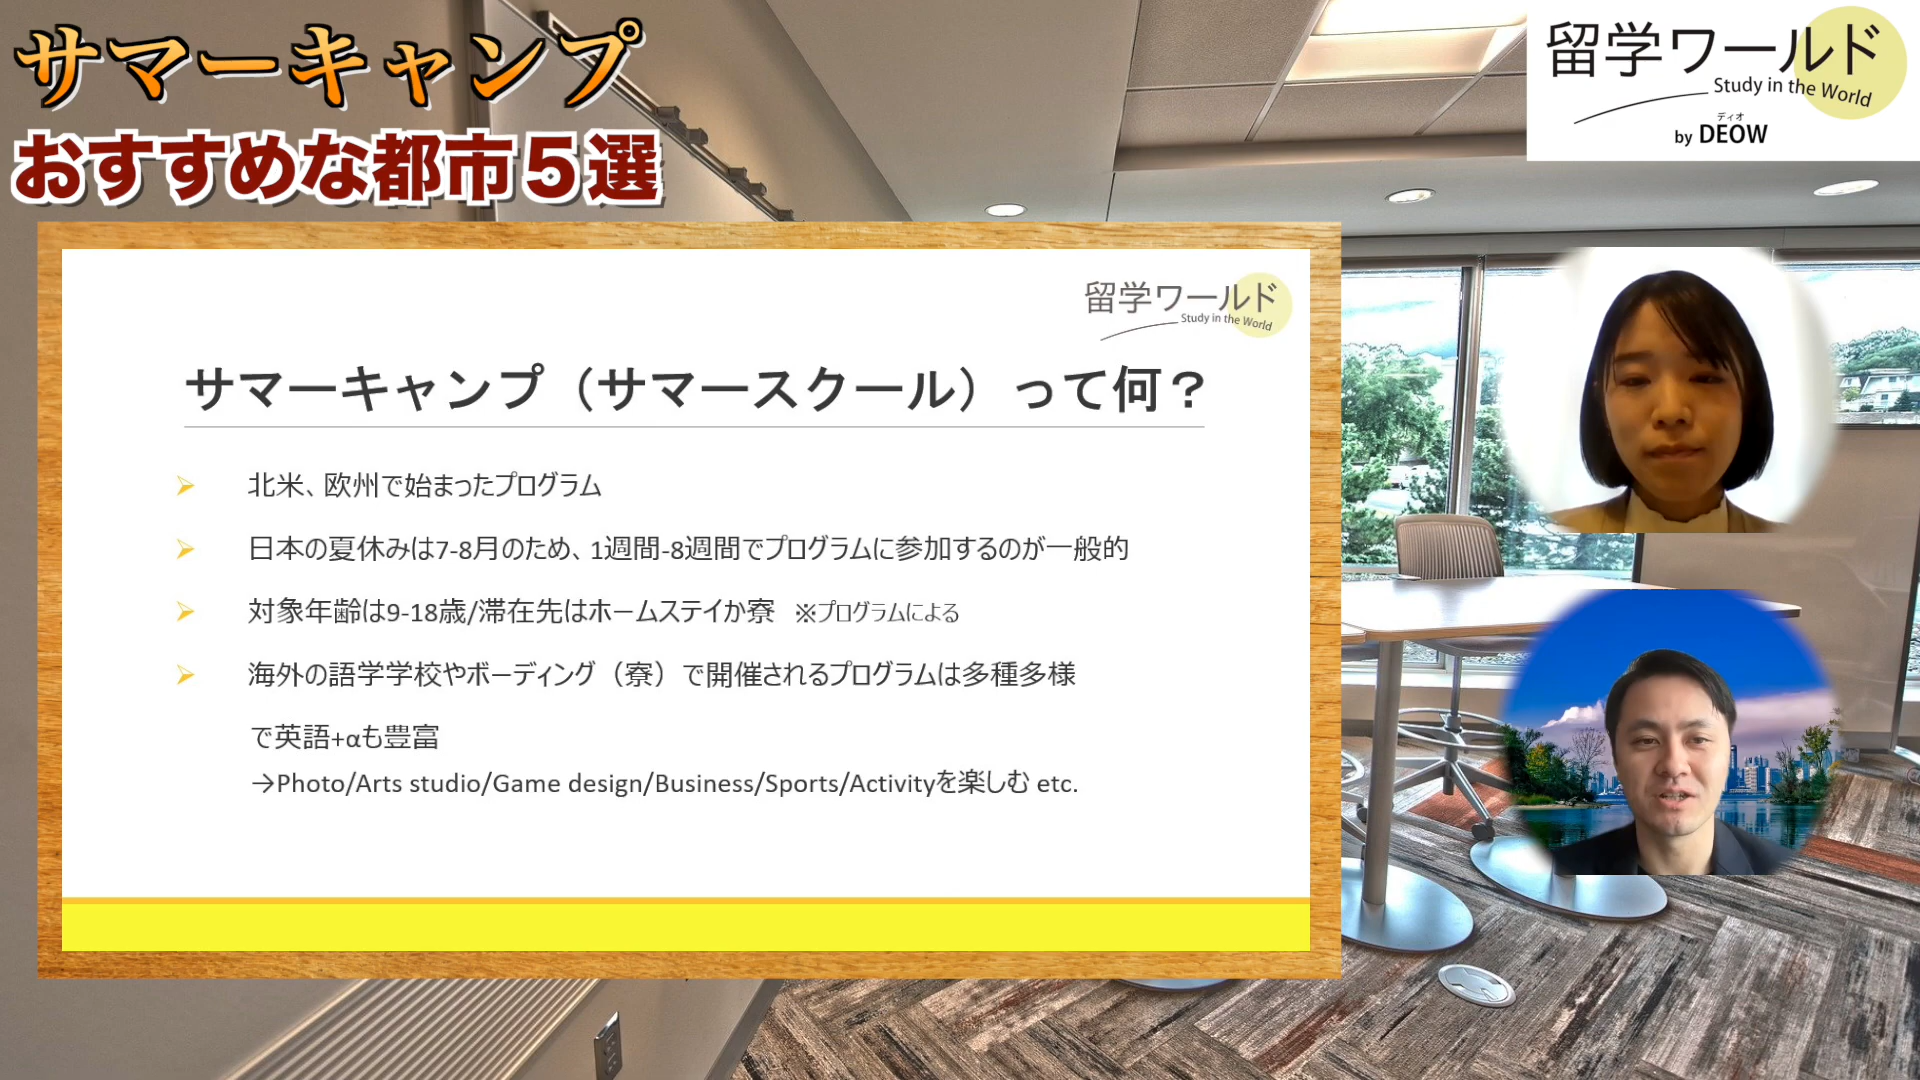 サマーキャンプ
おすすめな都市5選
留学ワールド
Study in the World
ディオ
by DEOW
留学ワールド
Study in the World
サマーキャンプ（サマースクール）って何？
➢ 北米、欧州で始まったプログラム
➢ 日本の夏休みは7-8月のため、1週間-8週間でプログラムに参加するのが一般的
➢ 対象年齢は9-18歳/滞在先はホームステイか寮 ※プログラムによる
➢ 海外の語学学校やボーディング（寮）で開催されるプログラムは多種多様
で英語+αも豊富
→Photo/Arts studio/Game design/Business/Sports/Activityを楽しむ etc.